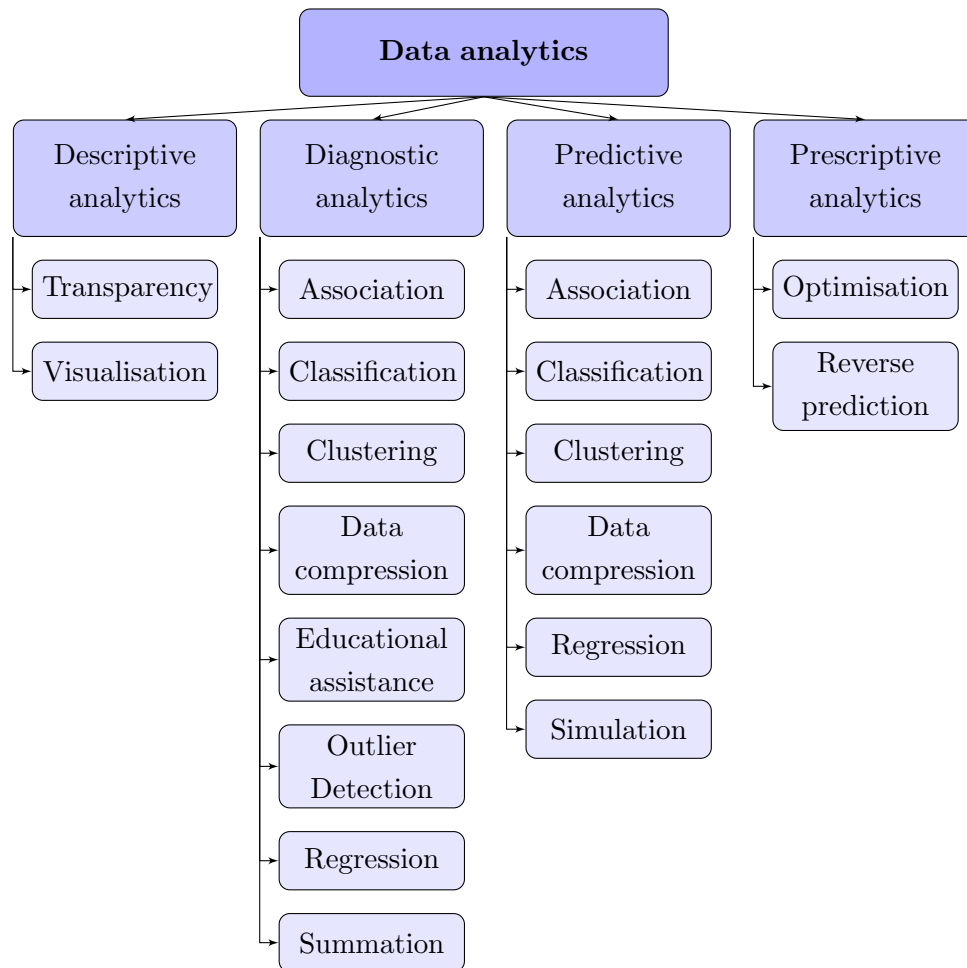 Data analytics
Descriptive
analytics
Diagnostic
analytics
Predictive
analytics
Prescriptive
analytics
Transparency
Visualisation
Association
Classification
Clustering
Data
compression
Educational
assistance
Outlier
Detection
Regression
Summation
Association
Classification
Clustering
Data
compression
Regression
Simulation
Optimisation
Reverse
prediction